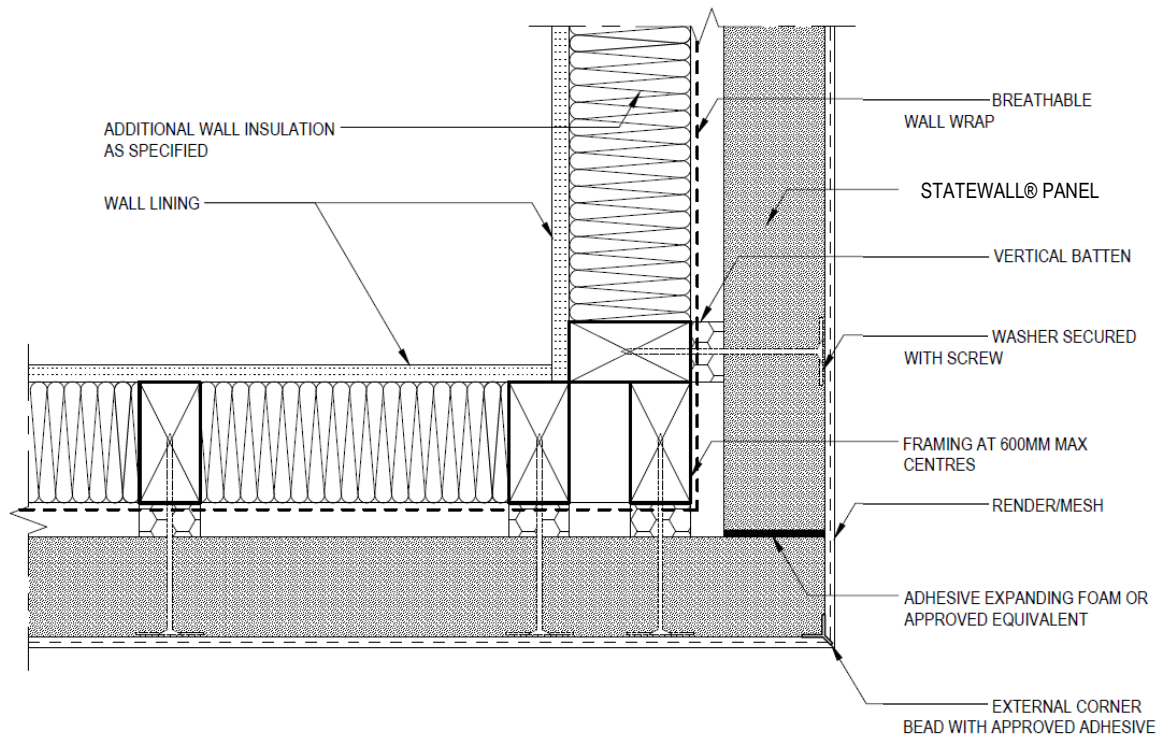 ADDITIONAL WALL INSULATION
AS SPECIFIED
WALL LINING
BREATHABLE
WALL WRAP
STATEWALL® PANEL
VERTICAL BATTEN
WASHER SECURED
WITH SCREW
FRAMING AT 600MM MAX
CENTRES
RENDER/MESH
ADHESIVE EXPANDING FOAM OR
APPROVED EQUIVALENT
EXTERNAL CORNER
BEAD WITH APPROVED ADHESIVE